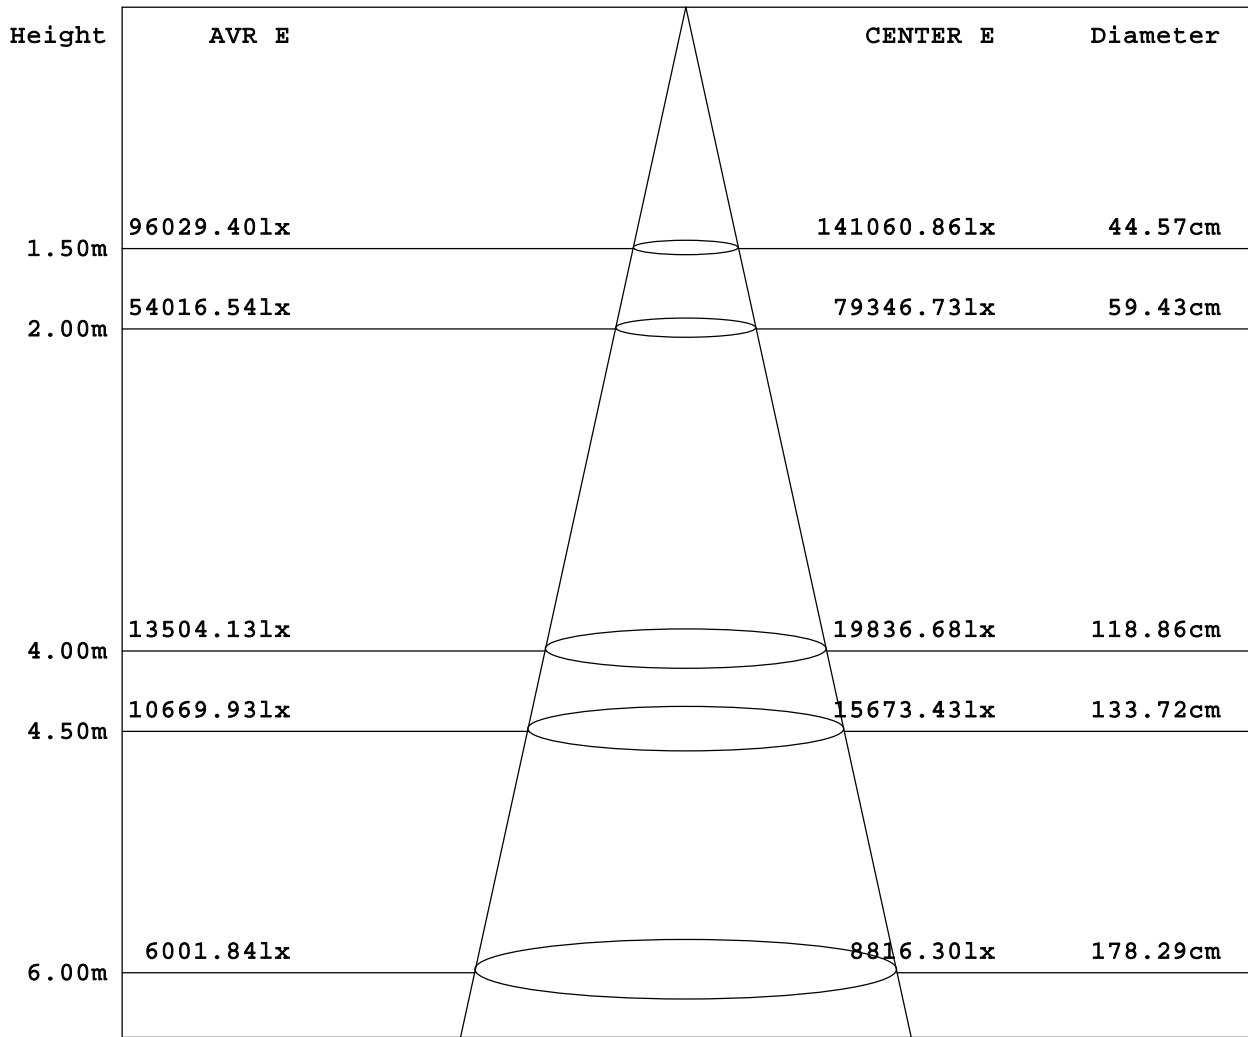 Height AVR E CENTER E Diameter
96029.40lx 141060.86lx 44.57cm
1.50m
54016.54lx 79346.73lx 59.43cm
2.00m
13504.13lx 19836.68lx 118.86cm
4.00m
10669.93lx 15673.43lx 133.72cm
4.50m
6001.84lx 8816.30lx 178.29cm
6.00m